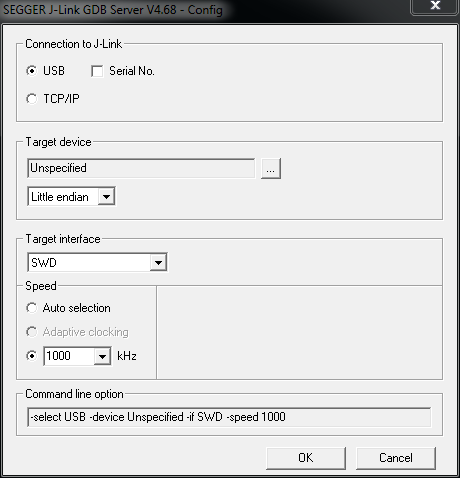 SEGGER J-Link GDB Server V4.68 - Config
Connection to J-Link
USB Serial No.
TCP/IP
Target device
Unspecified ...
Little endian
Target interface
SWD
Speed
Auto selection
Adaptive clocking
1000 kHz
Command line option
-select USB -device Unspecified -if SWD -speed 1000
OK Cancel